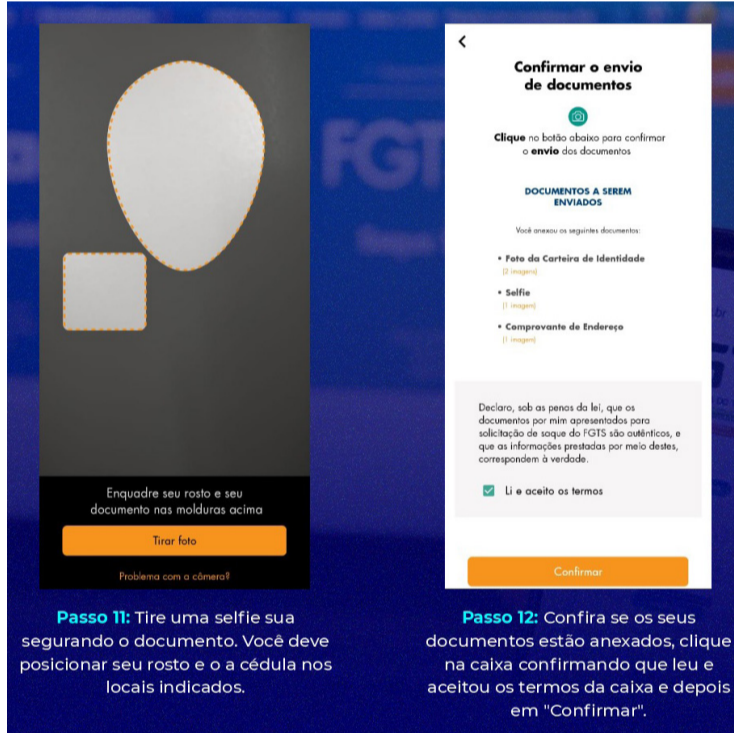 FGTS
Enquadre seu rosto e seu
documento nas molduras acima
Tirar foto
Problema com a câmera?
Passo 11: Tire uma selfie sua
segurando o documento. Você deve
posicionar seu rosto e o a cédula nos
locais indicados.
Confirmar o envio
de documentos
Clique no botão abaixo para confirmar
o envio dos documentos
DOCUMENTOS A SEREM
ENVIADOS
Você anexou os seguintes documentos:
• Foto da Carteira de Identidade
(2 imagens)
• Selfie
(1 imagem)
• Comprovante de Endereço
(1 imagem)
Declaro, sob as penas da lei, que os
documentos por mim apresentados para
solicitação de saque do FGTS são autênticos, e
que as informações prestadas por meio destes,
correspondem à verdade.
Li e aceito os termos
Confirmar
Passo 12: Confira se os seus
documentos estão anexados, clique
na caixa confirmando que leu e
aceitou os termos da caixa e depois
em "Confirmar".